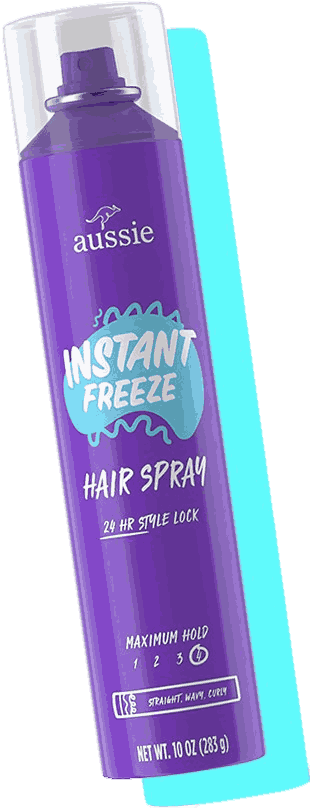 aussie
INSTANT
FREEZE
HAIR SPRAY
24 HR STYLE LOCK
MAXIMUM HOLD
1 2 3 4
STRAIGHT, WAVY, CURLY
NET WT. 10 OZ (283 g)